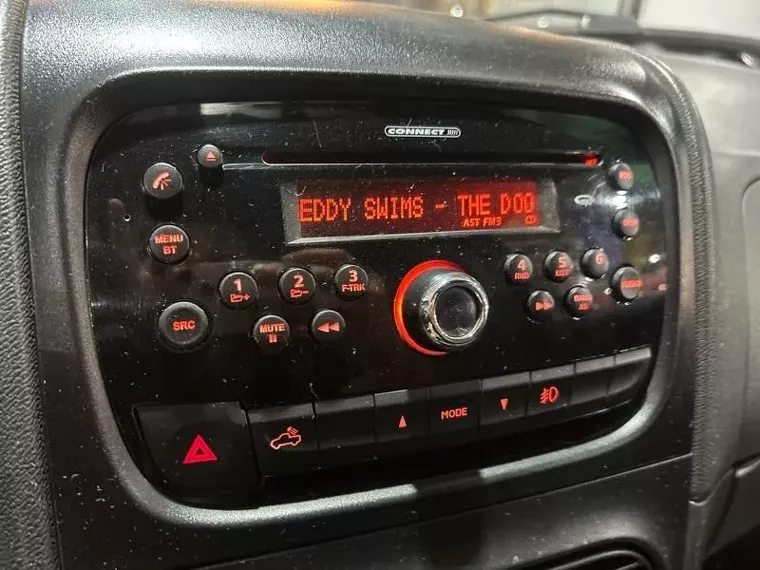 CONNECT
EDDY SWIMS - THE DOO
AST FM3
MENU
BT
1
2
3
F-TRK
4
5
6
SRC
MUTE
MODE